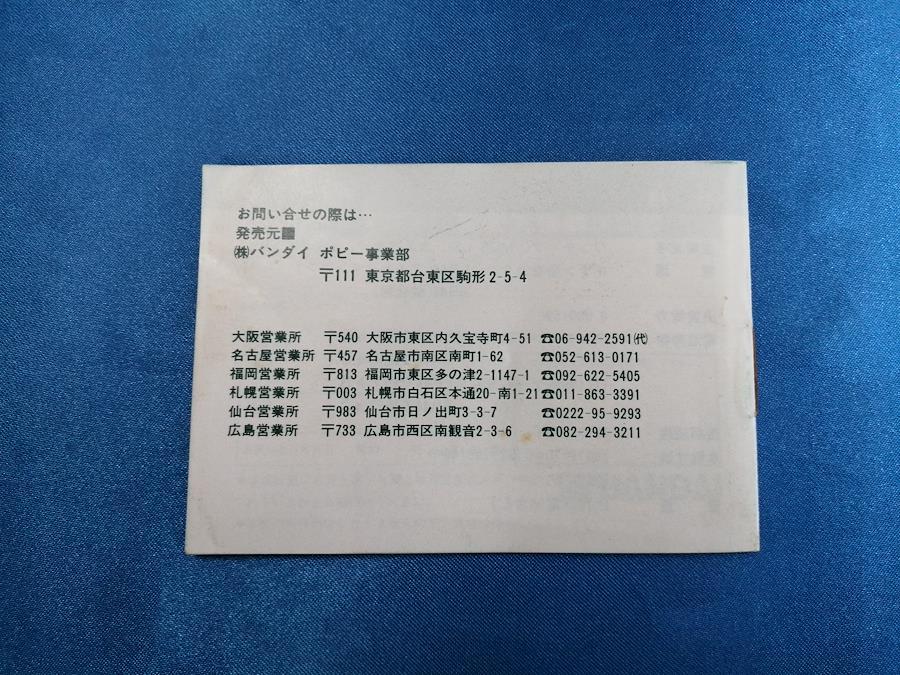 お問い合せの際は…
発売元
㈱バンダイ ポピー事業部
〒111 東京都台東区駒形2-5-4
大阪営業所 〒540 大阪市東区内久宝寺町4-51 ☎06-942-2591㈹
名古屋営業所 〒457 名古屋市南区南町1-62 ☎052-613-0171
福岡営業所 〒813 福岡市東区多の津2-1147-1 ☎092-622-5405
札幌営業所 〒003 札幌市白石区本通20-南1-21 ☎011-863-3391
仙台営業所 〒983 仙台市日ノ出町3-3-7 ☎0222-95-9293
広島営業所 〒733 広島市西区南観音2-3-6 ☎082-294-3211